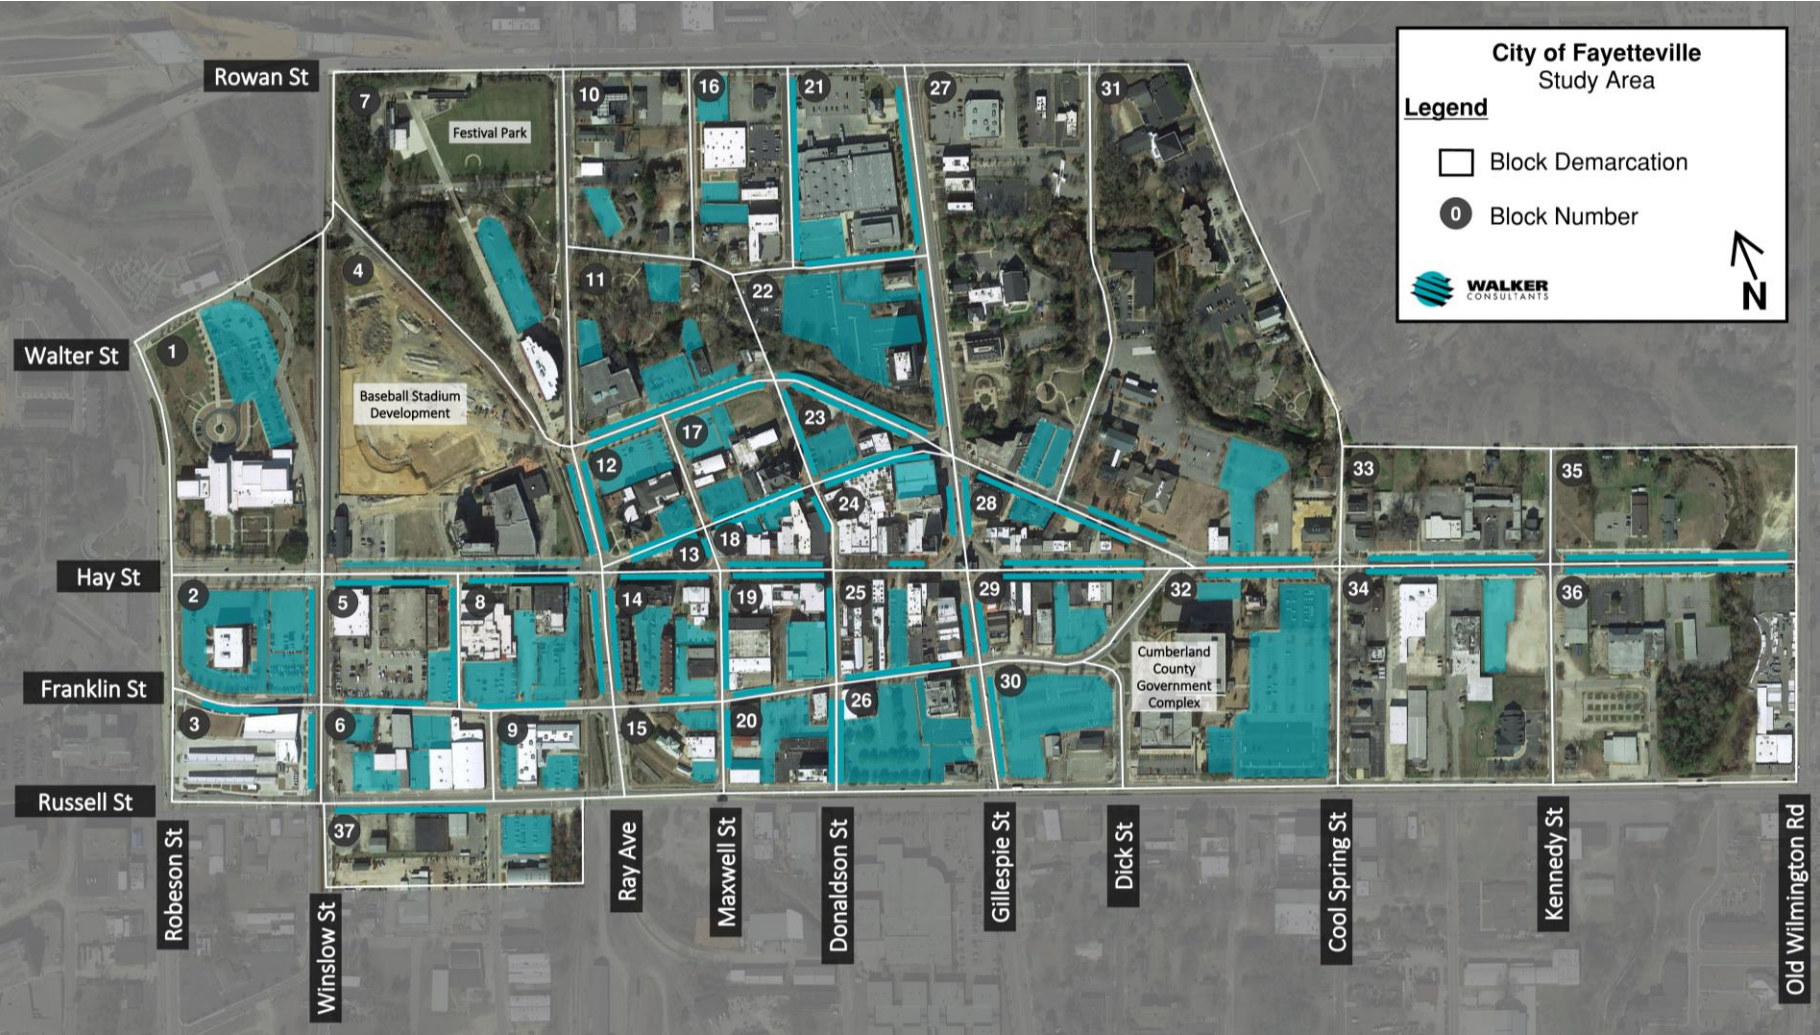 City of Fayetteville
Study Area
Legend
Block Demarcation
0 Block Number
WALKER
CONSULTANTS
N
Rowan St
7
10
16
21
27
31
Festival Park
4
11
22
Walter St
1
Baseball Stadium
Development
23
17
12
33
35
24
28
18
13
Hay St
2
5
8
14
19
25
29
32
34
36
Cumberland
County
Government
Complex
Franklin St
30
3
6
9
15
20
26
Russell St
37
Robeson St
Winslow St
Ray Ave
Maxwell St
Donaldson St
Gillespie St
Dick St
Cool Spring St
Kennedy St
Old Wilmington Rd